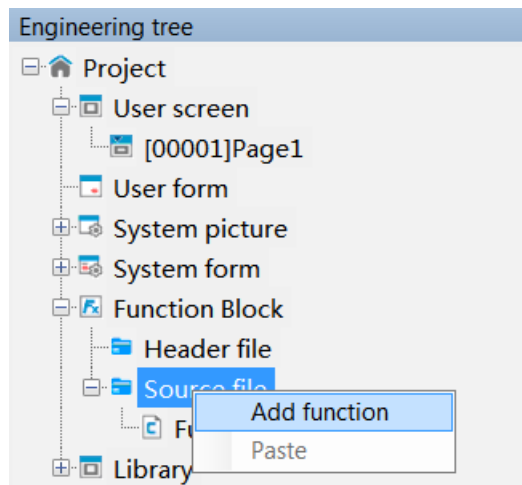 Engineering tree
Project
User screen
[00001]Page1
User form
System picture
System form
Function Block
Header file
Source file
Add function
Paste
Library